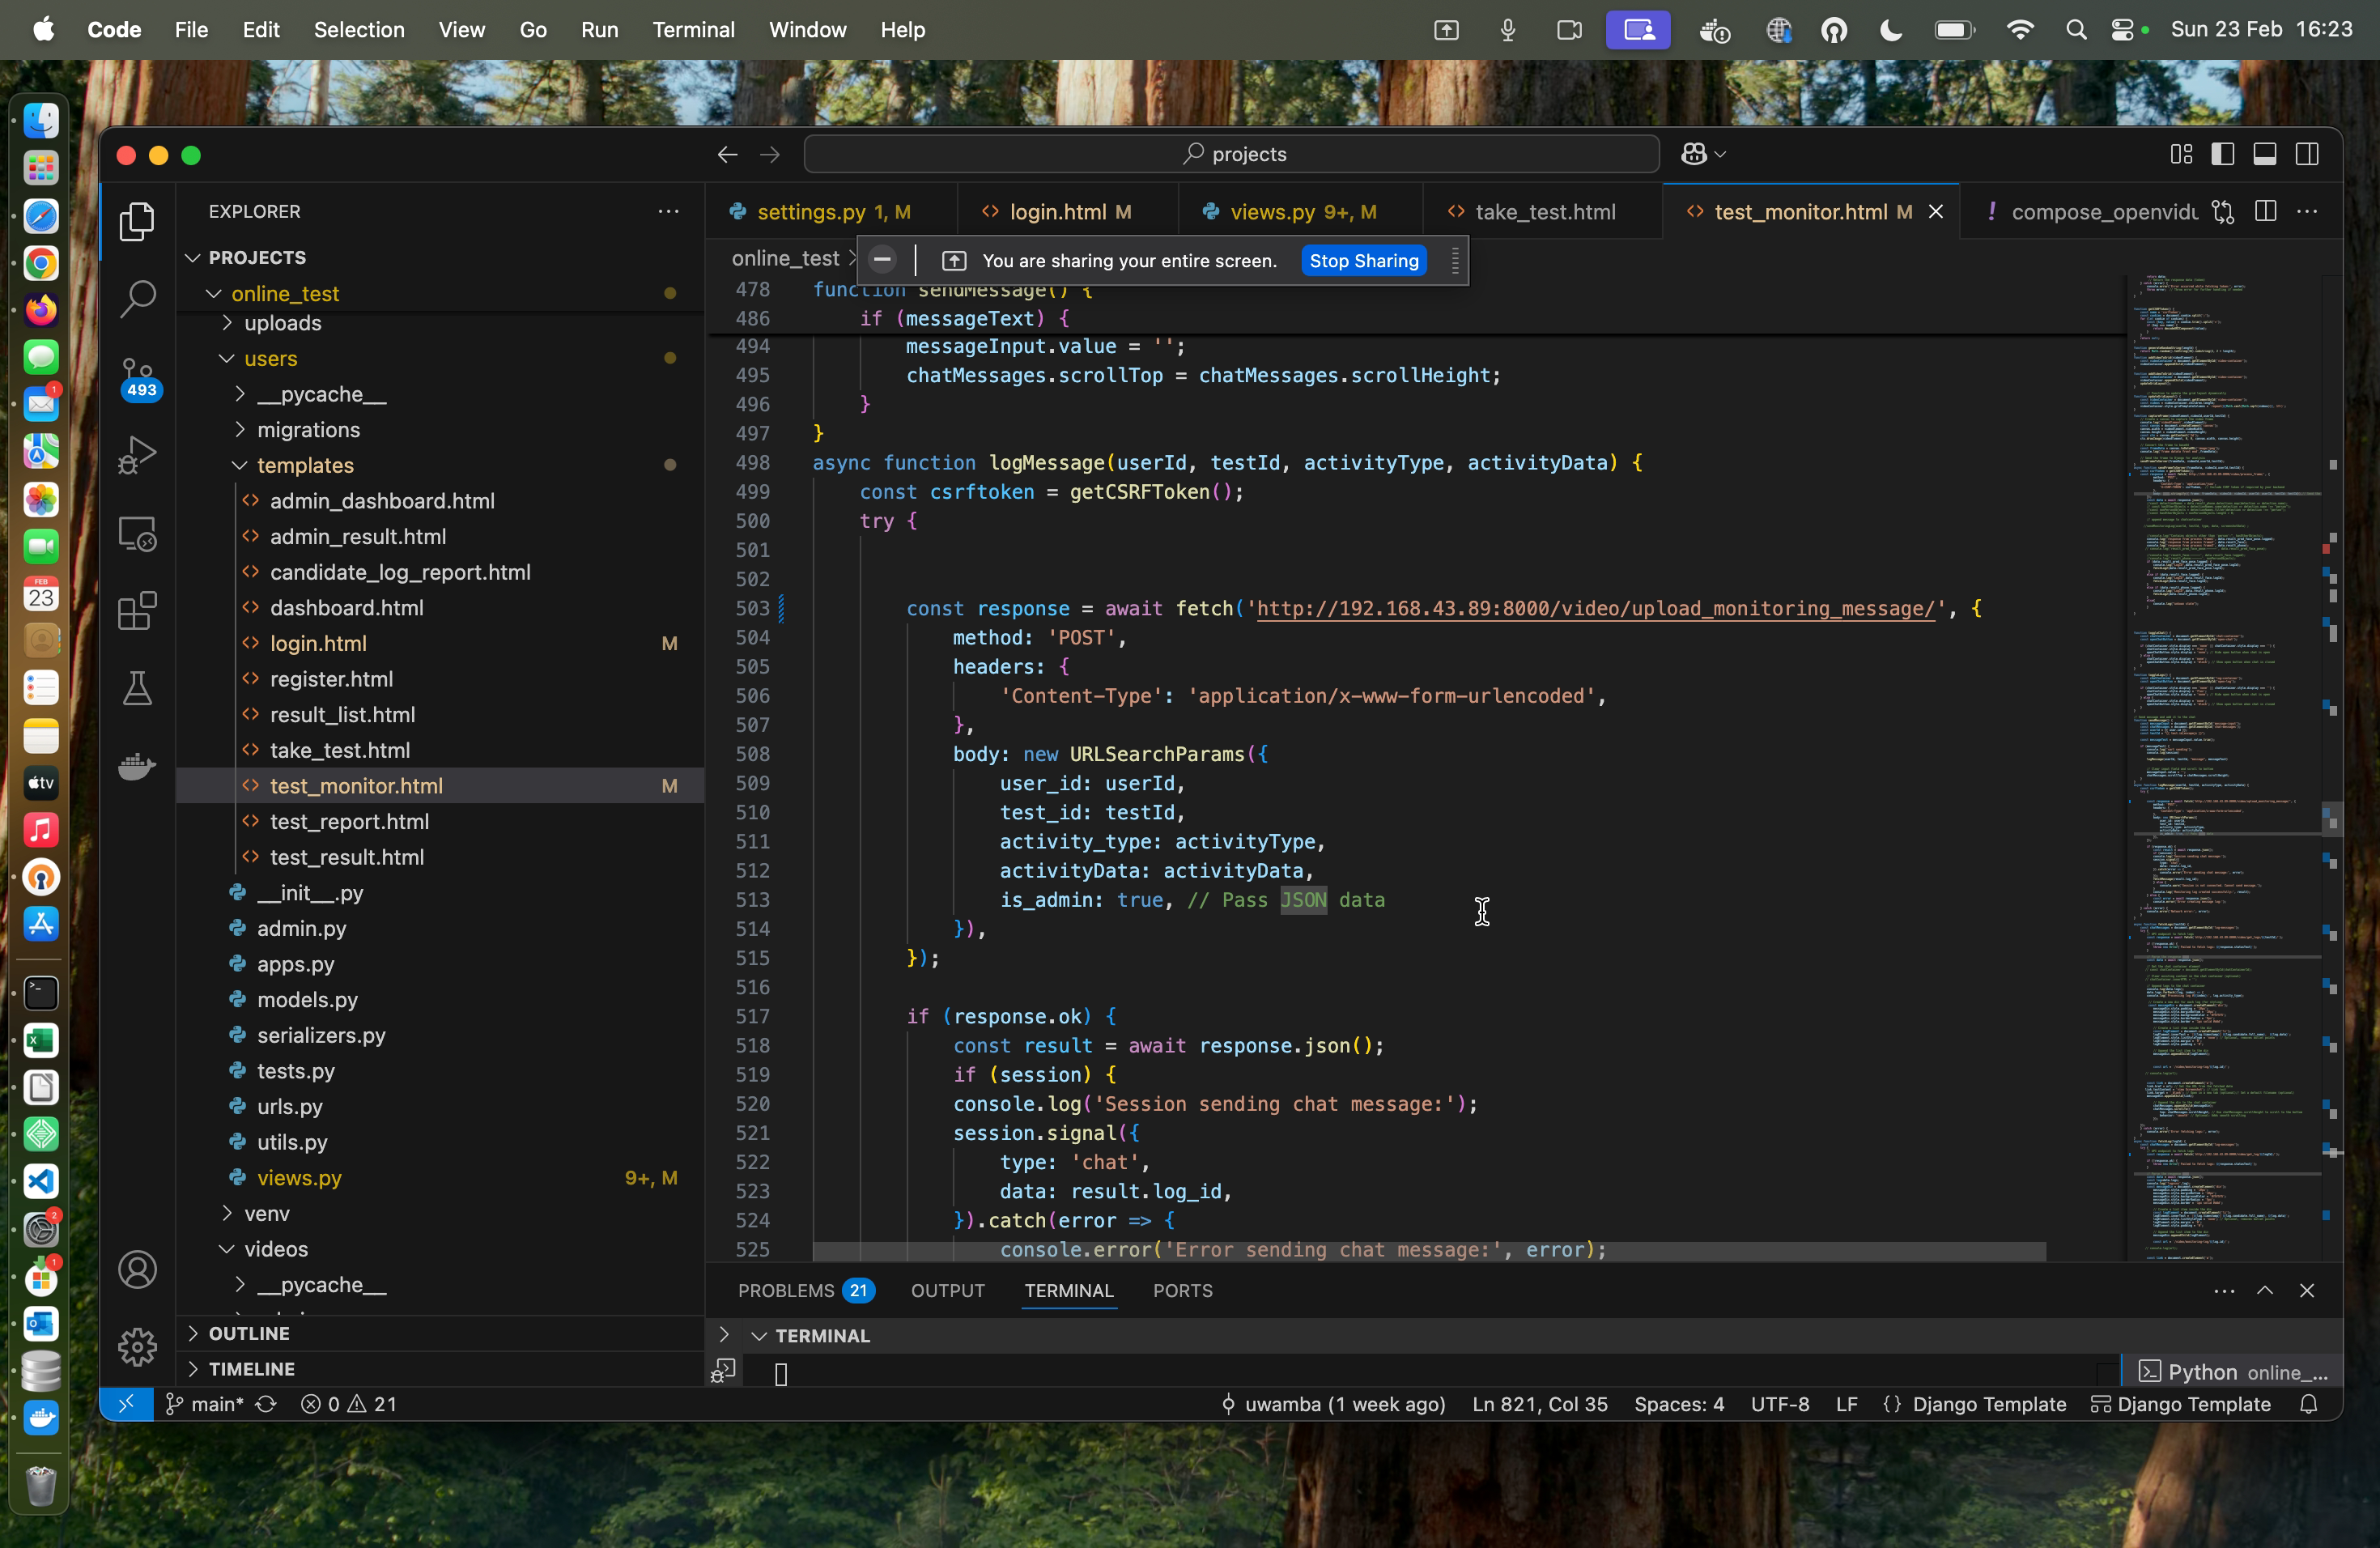 Code File Edit Selection View Go Run Terminal Window Help Sun 23 Feb 16:23
projects
EXPLORER
settings.py 1, M login.html M views.py 9+, M take_test.html test_monitor.html M compose_openvidu
online_test
You are sharing your entire screen. Stop Sharing
PROJECTS
online_test
uploads
users
__pycache__
migrations
templates
admin_dashboard.html
admin_result.html
candidate_log_report.html
dashboard.html
login.html M
register.html
result_list.html
take_test.html
test_monitor.html M
test_report.html
test_result.html
__init__.py
admin.py
apps.py
models.py
serializers.py
tests.py
urls.py
utils.py
views.py 9+, M
venv
videos
__pycache__
OUTLINE
TIMELINE
493
FEB
23
tv
1
2
1
478 function sendMessage() {
486 if (messageText) {
494 messageInput.value = '';
495 chatMessages.scrollTop = chatMessages.scrollHeight;
496 }
497 }
498 async function logMessage(userId, testId, activityType, activityData) {
499 const csrftoken = getCSRFToken();
500 try {
501
502
503 const response = await fetch('http://192.168.43.89:8000/video/upload_monitoring_message/', {
504 method: 'POST',
505 headers: {
506 'Content-Type': 'application/x-www-form-urlencoded',
507 },
508 body: new URLSearchParams({
509 user_id: userId,
510 test_id: testId,
511 activity_type: activityType,
512 activityData: activityData,
513 is_admin: true, // Pass JSON data
514 }),
515 });
516
517 if (response.ok) {
518 const result = await response.json();
519 if (session) {
520 console.log('Session sending chat message:');
521 session.signal({
522 type: 'chat',
523 data: result.log_id,
524 }).catch(error => {
525 console.error('Error sending chat message:', error);
PROBLEMS 21 OUTPUT TERMINAL PORTS
TERMINAL
Python online_...
main* 0 21 uwamba (1 week ago) Ln 821, Col 35 Spaces: 4 UTF-8 LF {} Django Template Django Template